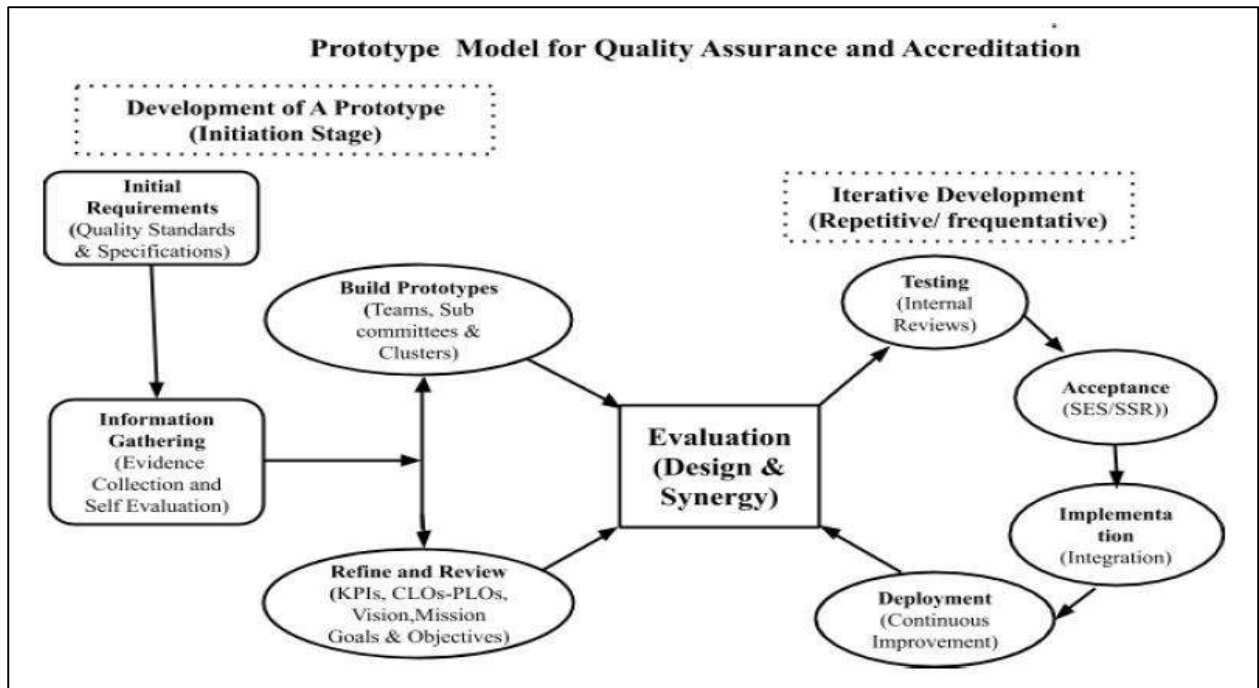 Prototype Model for Quality Assurance and Accreditation
Development of A Prototype
(Initiation Stage)
Initial
Requirements
(Quality Standards
& Specifications)
Information
Gathering
(Evidence
Collection and
Self Evaluation)
Build Prototypes
(Teams, Sub
committees &
Clusters)
Refine and Review
(KPIs, CLOs-PLOs,
Vision,Mission
Goals & Objectives)
Evaluation
(Design &
Synergy)
Iterative Development
(Repetitive/ frequentative)
Testing
(Internal
Reviews)
Acceptance
(SES/SSR))
Implementa
tion
(Integration)
Deployment
(Continuous
Improvement)